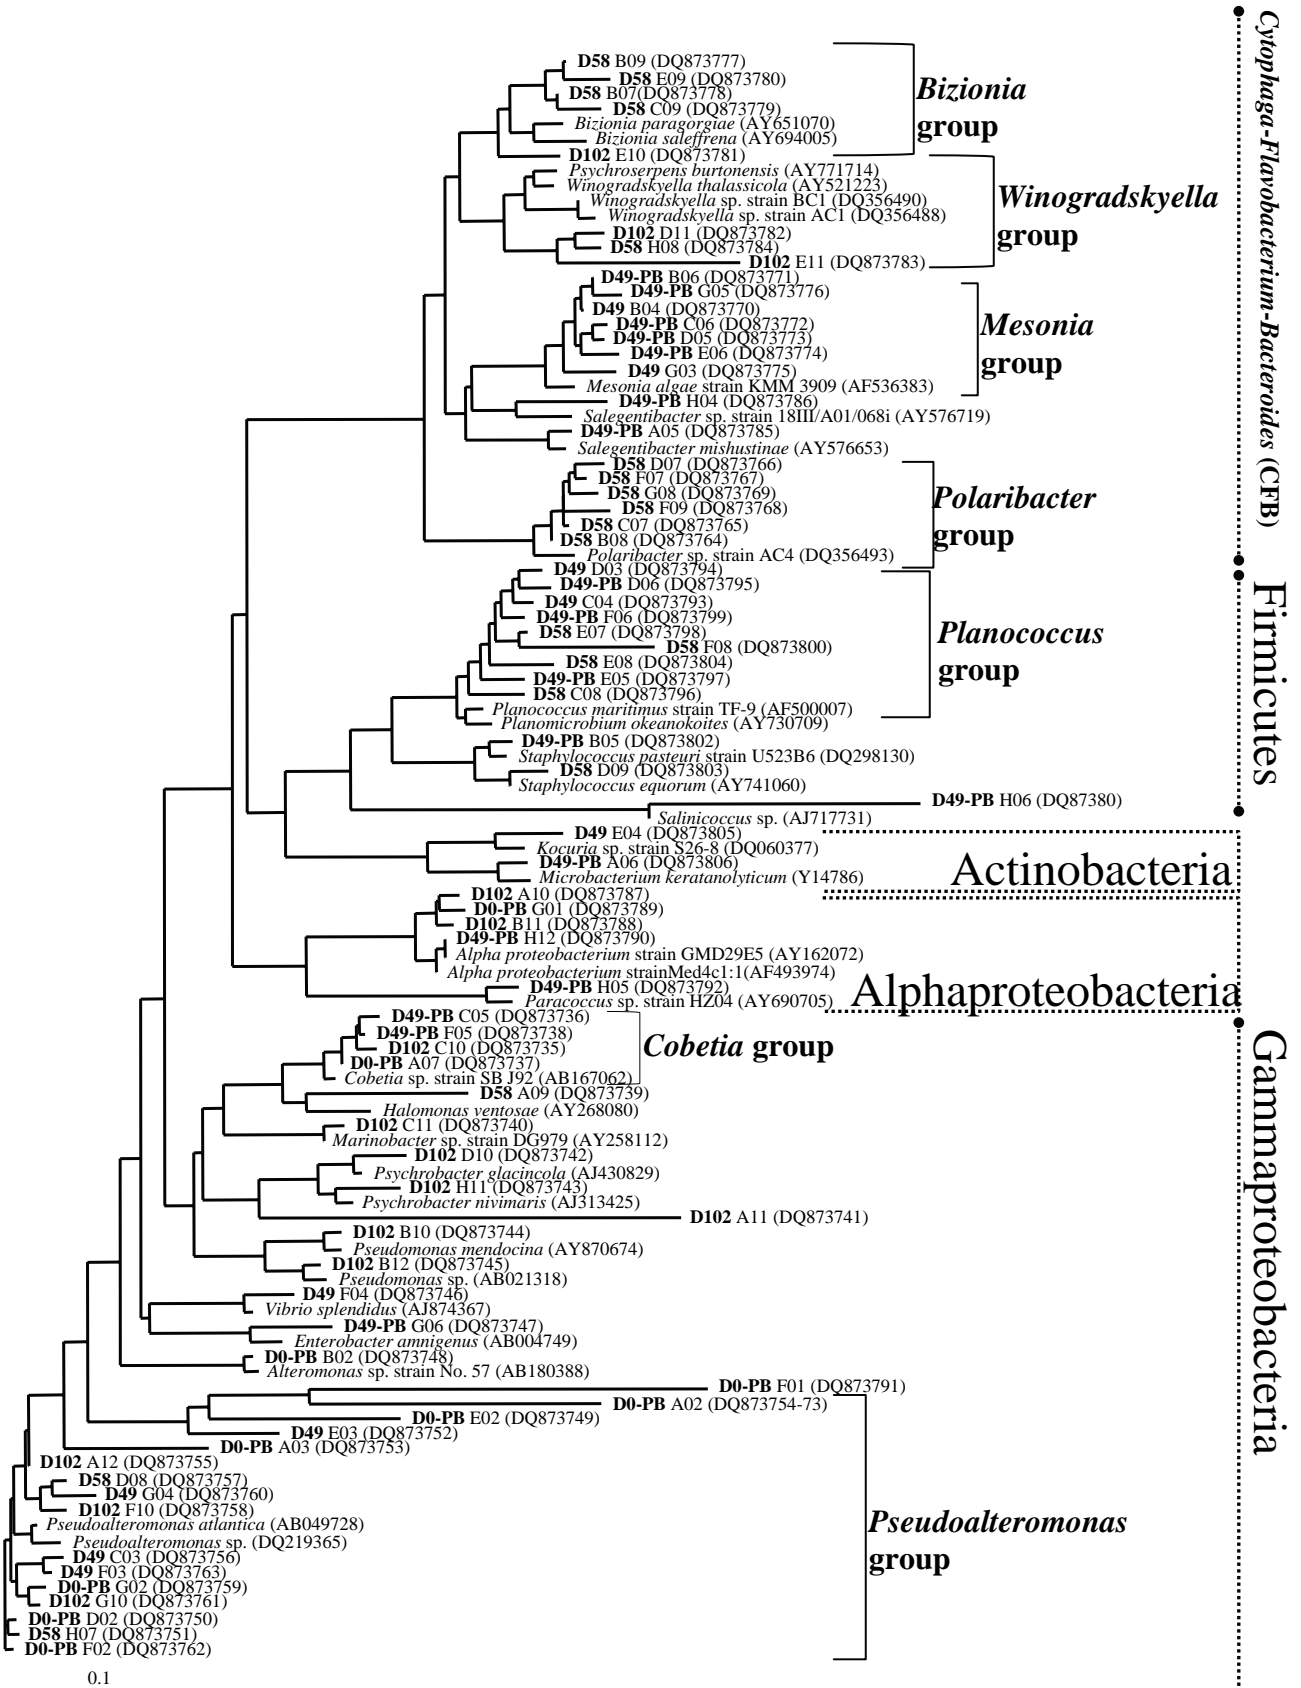 D58 B09 (DQ873777)
D58 E09 (DQ873780)
D58 B07(DQ873778)
D58 C09 (DQ873779)
Bizionia paragorgiae (AY651070)
Bizionia saleffrena (AY694005)
D102 E10 (DQ873781)
Bizionia
group
Psychroserpens burtonensis (AY771714)
Winogradskyella thalassicola (AY521223)
Winogradskyella sp. strain BC1 (DQ356490)
Winogradskyella sp. strain AC1 (DQ356488)
D102 D11 (DQ873782)
D58 H08 (DQ873784)
D102 E11 (DQ873783)
Winogradskyella
group
D49-PB B06 (DQ873771)
D49-PB G05 (DQ873776)
D49 B04 (DQ873770)
D49-PB C06 (DQ873772)
D49-PB D05 (DQ873773)
D49-PB E06 (DQ873774)
D49 G03 (DQ873775)
Mesonia algae strain KMM 3909 (AF536383)
Mesonia
group
D49-PB H04 (DQ873786)
Salegentibacter sp. strain 18III/A01/068i (AY576719)
D49-PB A05 (DQ873785)
Salegentibacter mishustinae (AY576653)
D58 D07 (DQ873766)
D58 F07 (DQ873767)
D58 G08 (DQ873769)
D58 F09 (DQ873768)
D58 C07 (DQ873765)
D58 B08 (DQ873764)
Polaribacter sp. strain AC4 (DQ356493)
Polaribacter
group
Cytophaga-Flavobacterium-Bacteroides (CFB)
D49 D03 (DQ873794)
D49-PB D06 (DQ873795)
D49 C04 (DQ873793)
D49-PB F06 (DQ873799)
D58 E07 (DQ873798)
D58 F08 (DQ873800)
D58 E08 (DQ873804)
D49-PB E05 (DQ873797)
D58 C08 (DQ873796)
Planococcus maritimus strain TF-9 (AF500007)
Planomicrobium okeanokoites (AY730709)
Planococcus
group
D49-PB B05 (DQ873802)
Staphylococcus pasteuri strain U523B6 (DQ298130)
D58 D09 (DQ873803)
Staphylococcus equorum (AY741060)
D49-PB H06 (DQ87380)
Salinicoccus sp. (AJ717731)
Firmicutes
D49 E04 (DQ873805)
Kocuria sp. strain S26-8 (DQ060377)
D49-PB A06 (DQ873806)
Microbacterium keratanolyticum (Y14786)
Actinobacteria
D102 A10 (DQ873787)
D0-PB G01 (DQ873789)
D102 B11 (DQ873788)
D49-PB H12 (DQ873790)
Alpha proteobacterium strain GMD29E5 (AY162072)
Alpha proteobacterium strainMed4c1:1(AF493974)
D49-PB H05 (DQ873792)
Paracoccus sp. strain HZ04 (AY690705)
Alphaproteobacteria
D49-PB C05 (DQ873736)
D49-PB F05 (DQ873738)
D102 C10 (DQ873735)
D0-PB A07 (DQ873737)
Cobetia sp. strain SB J92 (AB167062)
Cobetia group
D58 A09 (DQ873739)
Halomonas ventosae (AY268080)
D102 C11 (DQ873740)
Marinobacter sp. strain DG979 (AY258112)
D102 D10 (DQ873742)
Psychrobacter glacincola (AJ430829)
D102 H11 (DQ873743)
Psychrobacter nivimaris (AJ313425)
D102 A11 (DQ873741)
D102 B10 (DQ873744)
Pseudomonas mendocina (AY870674)
D102 B12 (DQ873745)
Pseudomonas sp. (AB021318)
D49 F04 (DQ873746)
Vibrio splendidus (AJ874367)
D49-PB G06 (DQ873747)
Enterobacter amnigenus (AB004749)
D0-PB B02 (DQ873748)
Alteromonas sp. strain No. 57 (AB180388)
D0-PB F01 (DQ873791)
D0-PB A02 (DQ873754-73)
D0-PB E02 (DQ873749)
D49 E03 (DQ873752)
D0-PB A03 (DQ873753)
D102 A12 (DQ873755)
D58 D08 (DQ873757)
D49 G04 (DQ873760)
D102 F10 (DQ873758)
Pseudoalteromonas atlantica (AB049728)
Pseudoalteromonas sp. (DQ219365)
D49 C03 (DQ873756)
D49 F03 (DQ873763)
D0-PB G02 (DQ873759)
D102 G10 (DQ873761)
D0-PB D02 (DQ873750)
D58 H07 (DQ873751)
D0-PB F02 (DQ873762)
Pseudoalteromonas
group
Gammaproteobacteria
0.1